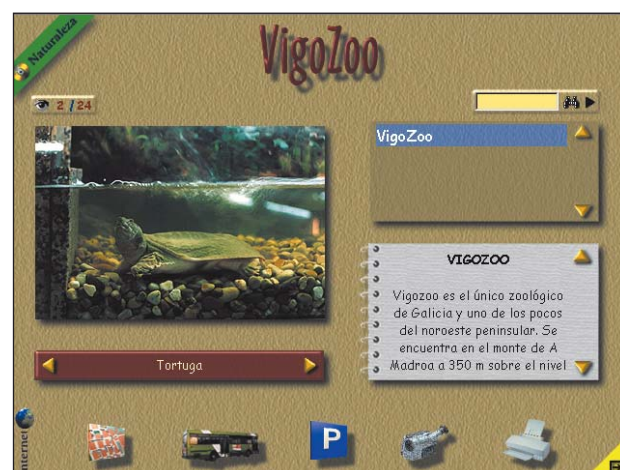 Naturaleza
VigoZoo
2 / 24
VigoZoo
VIGOZOO
Vigozoo es el único zoológico
de Galicia y uno de los pocos
del noroeste peninsular. Se
encuentra en el monte de A
Madroa a 350 m sobre el nivel
Tortuga
internet
P